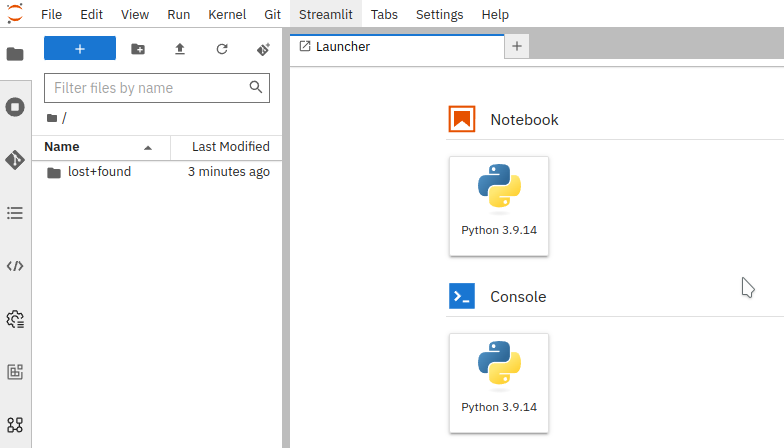 File Edit View Run Kernel Git Streamlit Tabs Settings Help
+
Filter files by name
/
Name Last Modified
lost+found 3 minutes ago
Launcher +
Notebook
Python 3.9.14
Console
Python 3.9.14